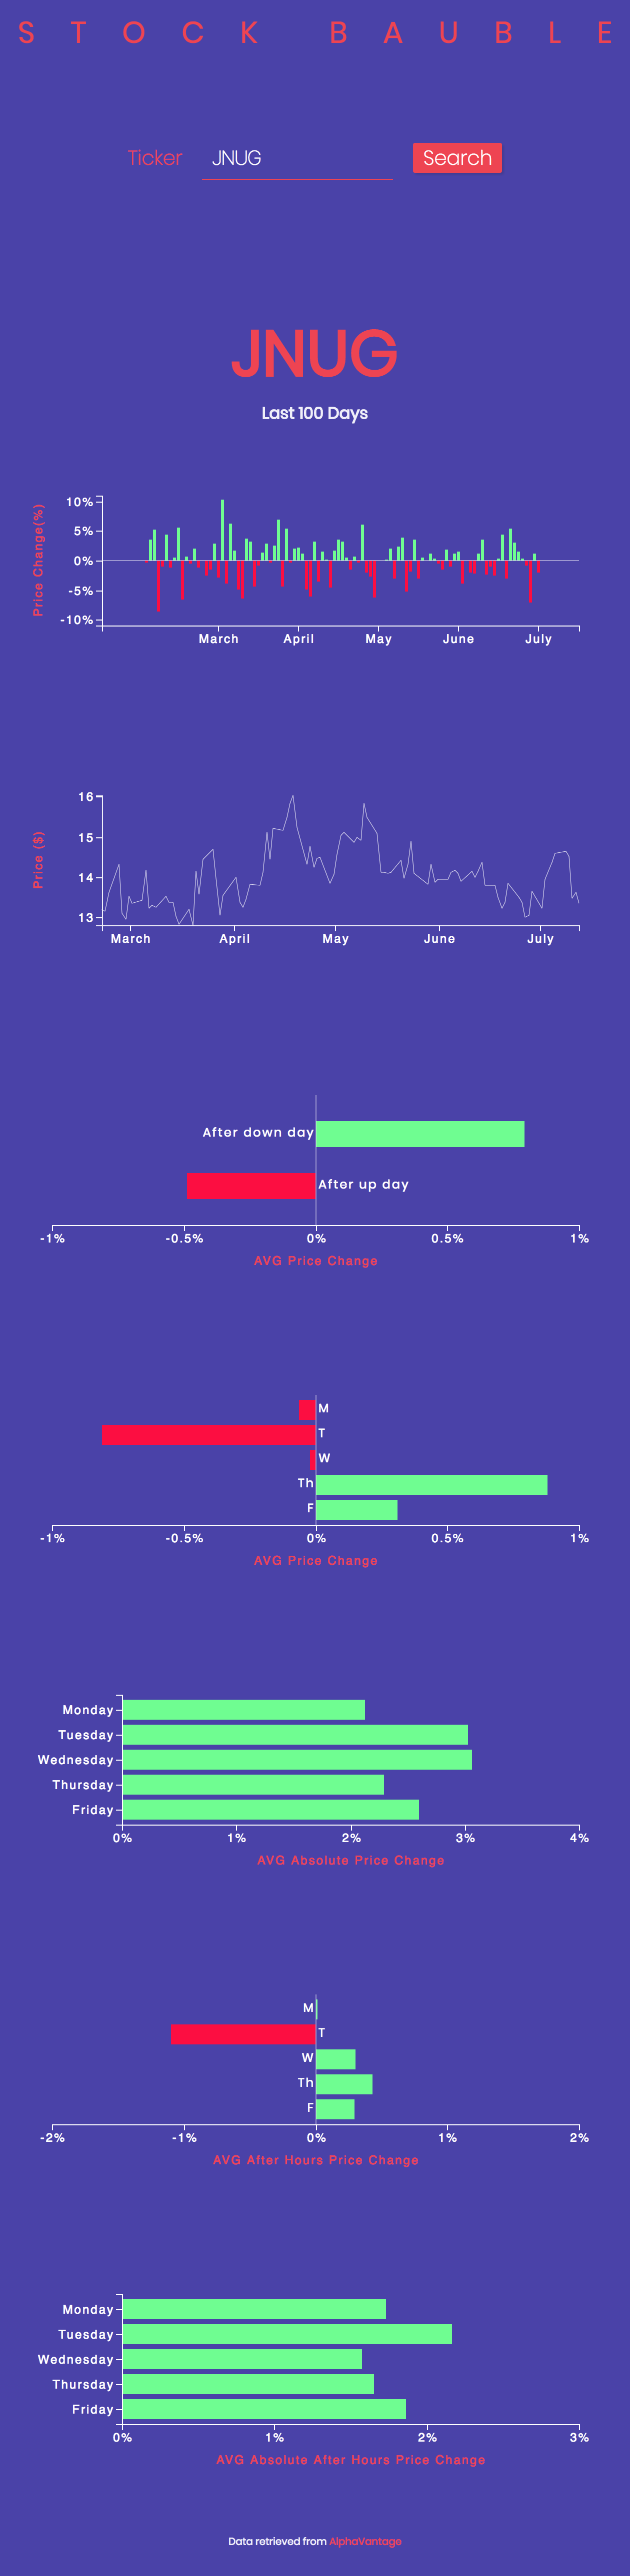 STOCK BAUBLE
Ticker JNUG Search
JNUG
Last 100 Days
Price Change(%)
10%
5%
0%
-5%
-10%
March April May June July
Price ($)
16
15
14
13
March April May June July
After down day
After up day
-1% -0.5% 0% 0.5% 1%
AVG Price Change
M
T
W
Th
F
-1% -0.5% 0% 0.5% 1%
AVG Price Change
Monday
Tuesday
Wednesday
Thursday
Friday
0% 1% 2% 3% 4%
AVG Absolute Price Change
M
T
W
Th
F
-2% -1% 0% 1% 2%
AVG After Hours Price Change
Monday
Tuesday
Wednesday
Thursday
Friday
0% 1% 2% 3%
AVG Absolute After Hours Price Change
Data retrieved from AlphaVantage